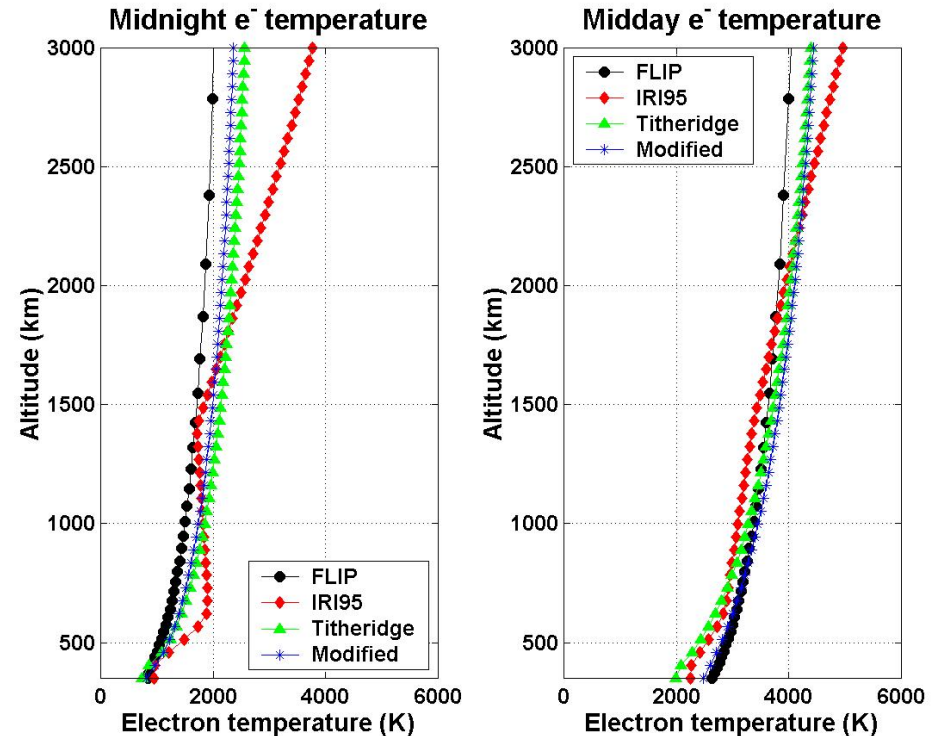 Midnight e- temperature
3000
2500
2000
1500
1000
500
0
2000
4000
6000
Altitude (km)
Electron temperature (K)
FLIP
IRI95
Titheridge
Modified
Midday e- temperature
3000
2500
2000
1500
1000
500
0
2000
4000
6000
Altitude (km)
Electron temperature (K)
FLIP
IRI95
Titheridge
Modified